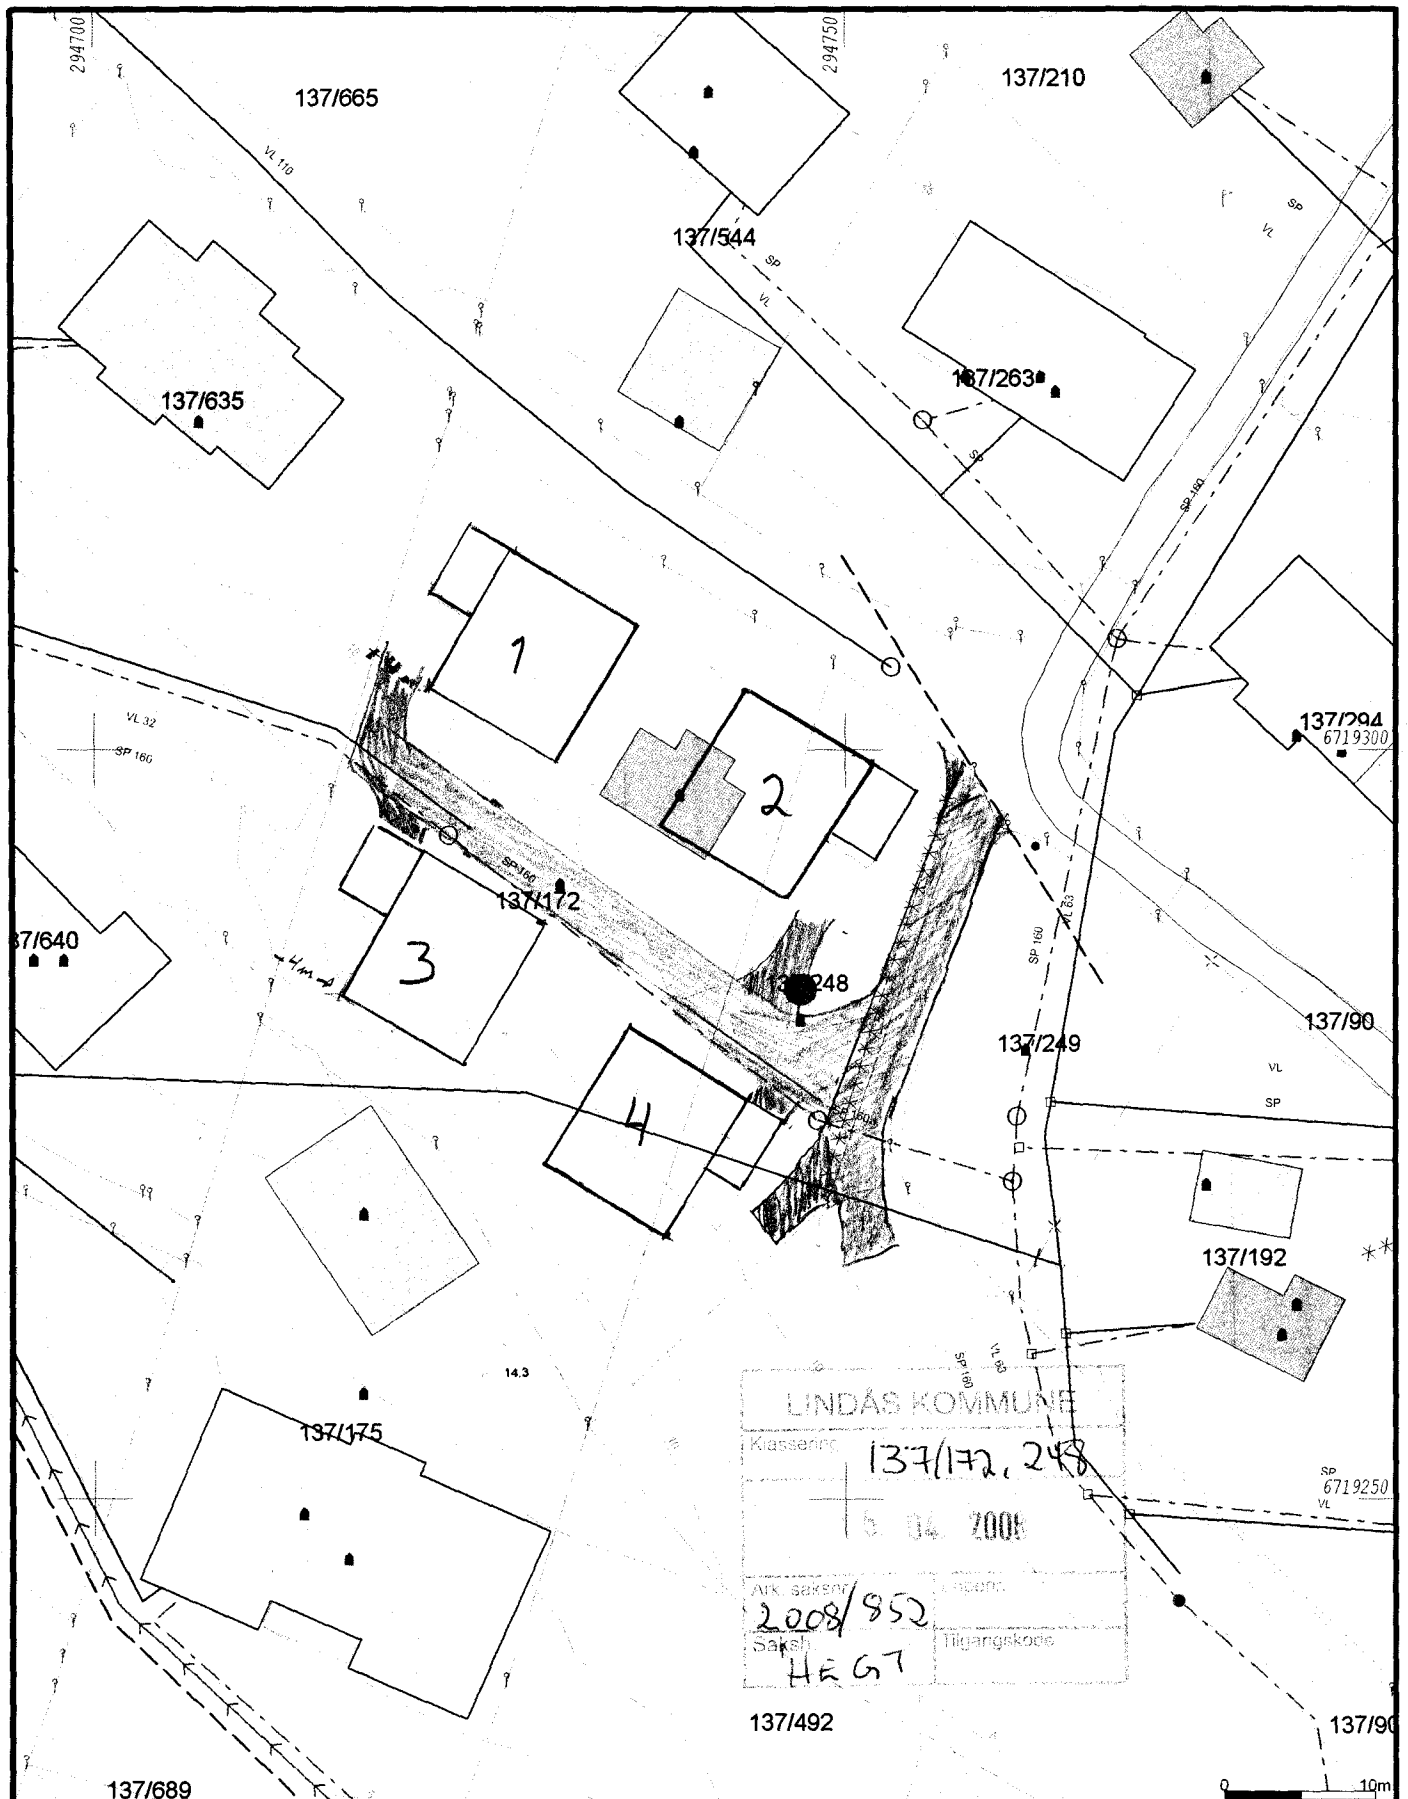 294700
294750
137/665
137/210
VL 110
SP
VL
137/544
SP
VL
137/635
137/263
SP
SP 160
1
VL 32
SP 160
2
137/294
6719300
SP 160
137/172
37/640
3
4m
137/248
VL 63
SP 160
137/90
137/249
VL
SP
4
SP 160
137/192
14.3
SP 160
VL 63
LINDÅS KOMMUNE
137/175
Klassering
137/172, 248
SP
6719250
VL
04. 2008
Ark. saksnr.
2008/852
Saksh.
Tilgangskode
HEGT
137/492
137/90
137/689
0 10m